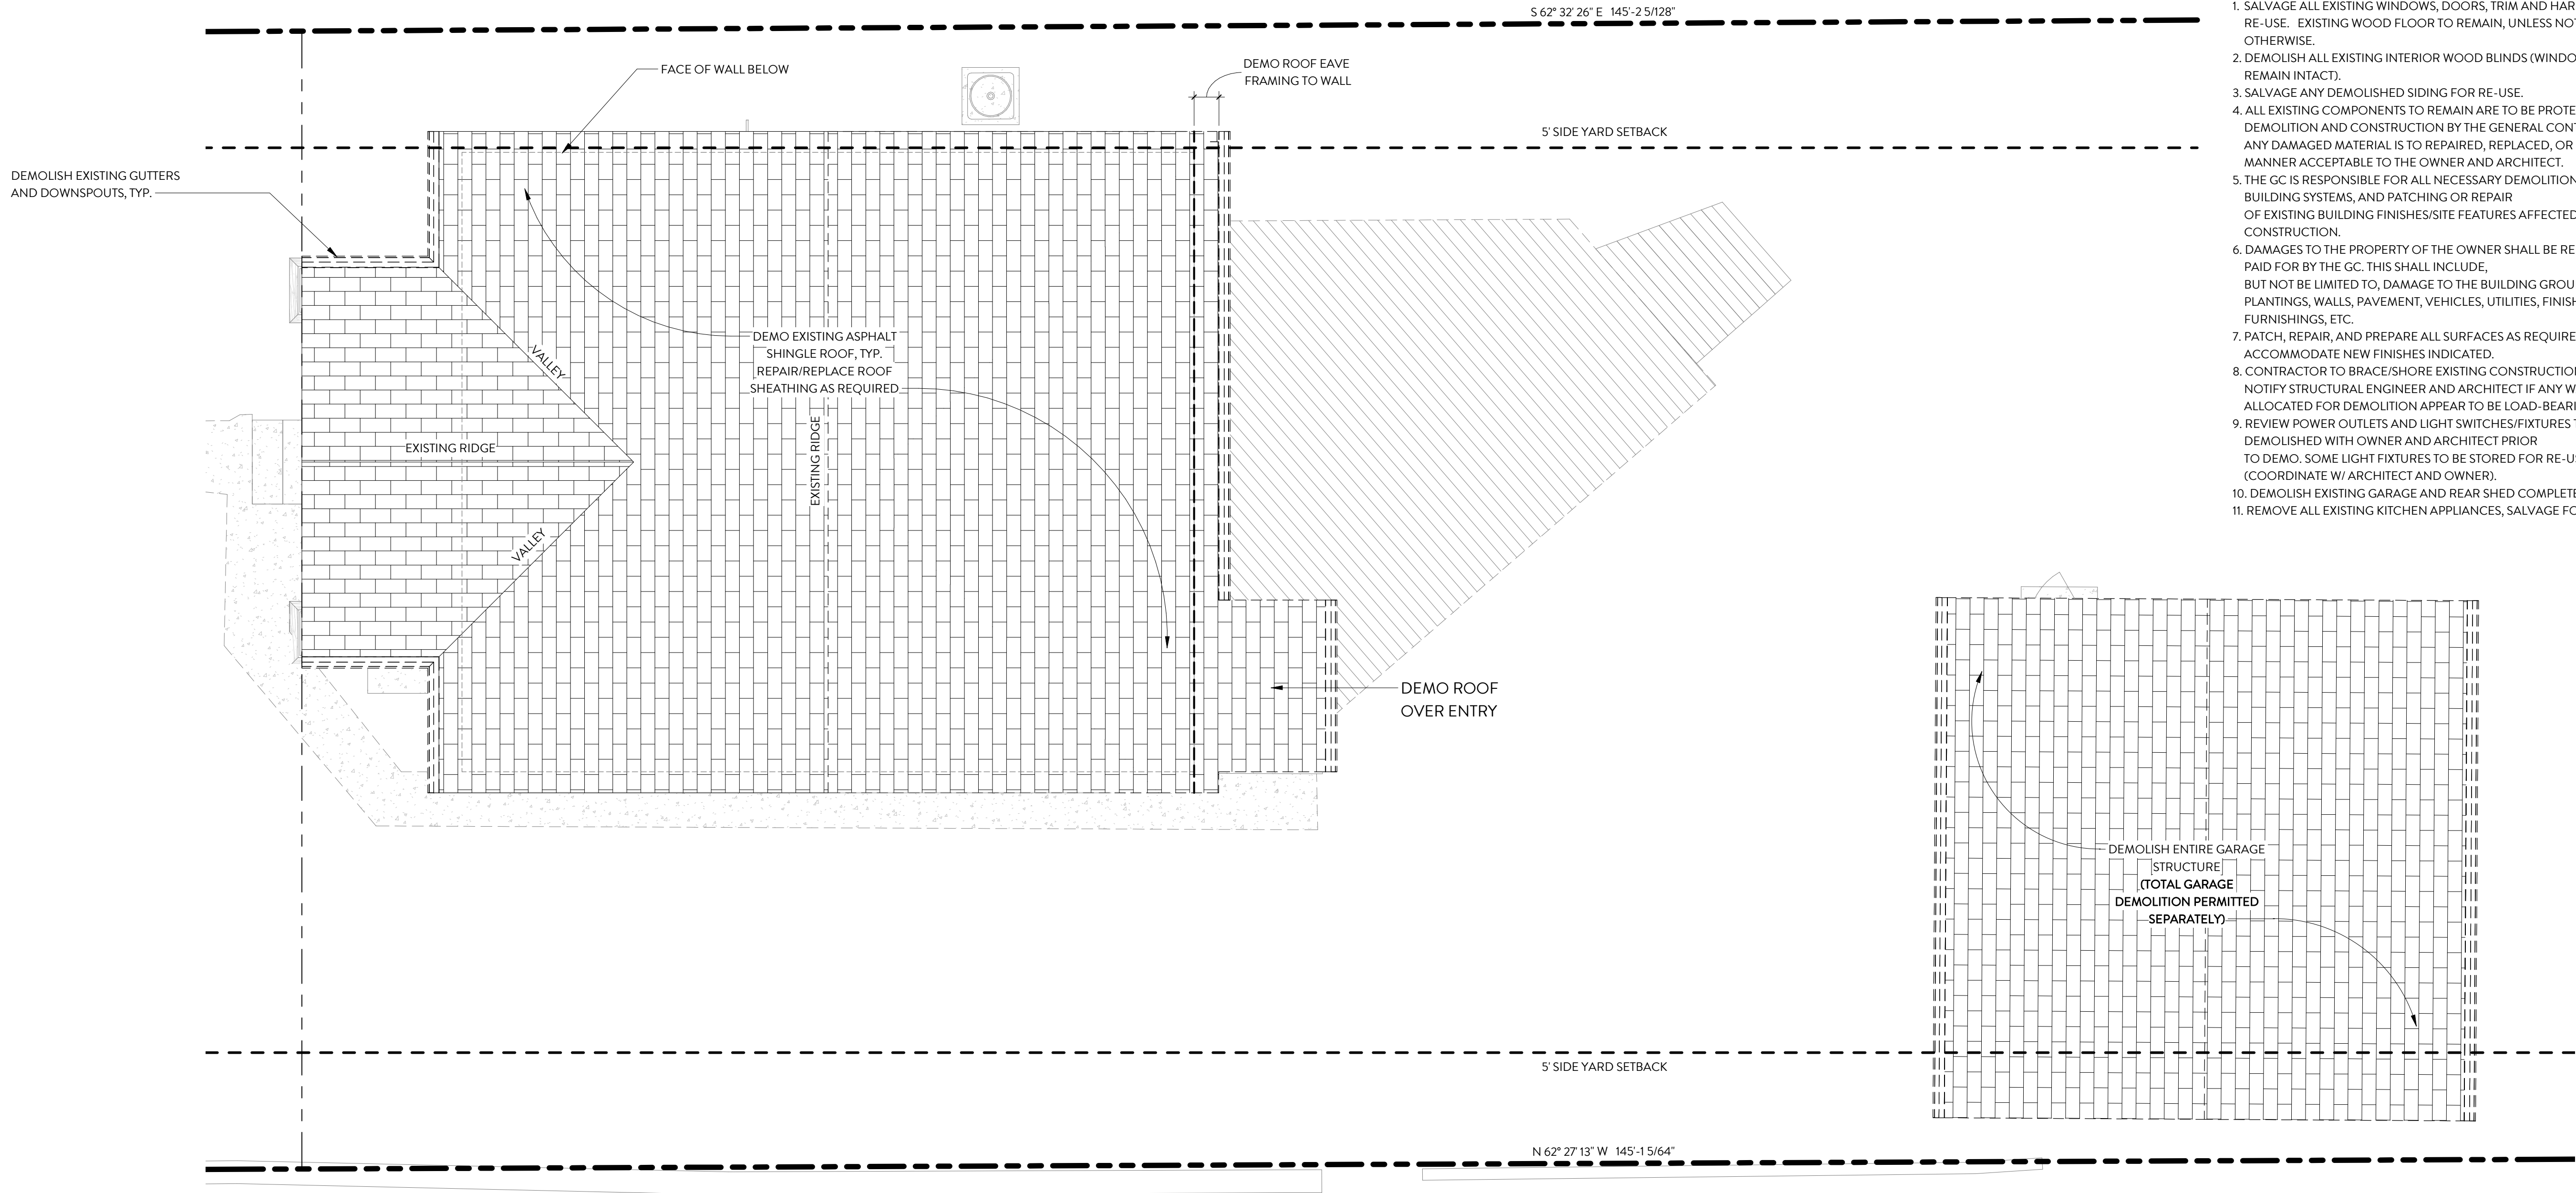 S 62° 32' 26" E 145'-2 5/128"
FACE OF WALL BELOW
DEMO ROOF EAVE
FRAMING TO WALL
5' SIDE YARD SETBACK
DEMOLISH EXISTING GUTTERS
AND DOWNSPOUTS, TYP.
DEMO EXISTING ASPHALT
SHINGLE ROOF, TYP.
REPAIR/REPLACE ROOF
SHEATHING AS REQUIRED
VALLEY
EXISTING RIDGE
EXISTING RIDGE
VALLEY
DEMO ROOF
OVER ENTRY
DEMOLISH ENTIRE GARAGE
STRUCTURE
(TOTAL GARAGE
DEMOLITION PERMITTED
SEPARATELY)
5' SIDE YARD SETBACK
N 62° 27' 13" W 145'-1 5/64"
1. SALVAGE ALL EXISTING WINDOWS, DOORS, TRIM AND HAR
RE-USE. EXISTING WOOD FLOOR TO REMAIN, UNLESS NO
OTHERWISE.
2. DEMOLISH ALL EXISTING INTERIOR WOOD BLINDS (WINDO
REMAIN INTACT).
3. SALVAGE ANY DEMOLISHED SIDING FOR RE-USE.
4. ALL EXISTING COMPONENTS TO REMAIN ARE TO BE PROTE
DEMOLITION AND CONSTRUCTION BY THE GENERAL CON
ANY DAMAGED MATERIAL IS TO REPAIRED, REPLACED, OR
MANNER ACCEPTABLE TO THE OWNER AND ARCHITECT.
5. THE GC IS RESPONSIBLE FOR ALL NECESSARY DEMOLITION
BUILDING SYSTEMS, AND PATCHING OR REPAIR
OF EXISTING BUILDING FINISHES/SITE FEATURES AFFECTED
CONSTRUCTION.
6. DAMAGES TO THE PROPERTY OF THE OWNER SHALL BE RE
PAID FOR BY THE GC. THIS SHALL INCLUDE,
BUT NOT BE LIMITED TO, DAMAGE TO THE BUILDING GROU
PLANTINGS, WALLS, PAVEMENT, VEHICLES, UTILITIES, FINISH
FURNISHINGS, ETC.
7. PATCH, REPAIR, AND PREPARE ALL SURFACES AS REQUIRE
ACCOMMODATE NEW FINISHES INDICATED.
8. CONTRACTOR TO BRACE/SHORE EXISTING CONSTRUCTION
NOTIFY STRUCTURAL ENGINEER AND ARCHITECT IF ANY W
ALLOCATED FOR DEMOLITION APPEAR TO BE LOAD-BEARI
9. REVIEW POWER OUTLETS AND LIGHT SWITCHES/FIXTURES T
DEMOLISHED WITH OWNER AND ARCHITECT PRIOR
TO DEMO. SOME LIGHT FIXTURES TO BE STORED FOR RE-U
(COORDINATE W/ ARCHITECT AND OWNER).
10. DEMOLISH EXISTING GARAGE AND REAR SHED COMPLETE
11. REMOVE ALL EXISTING KITCHEN APPLIANCES, SALVAGE FO